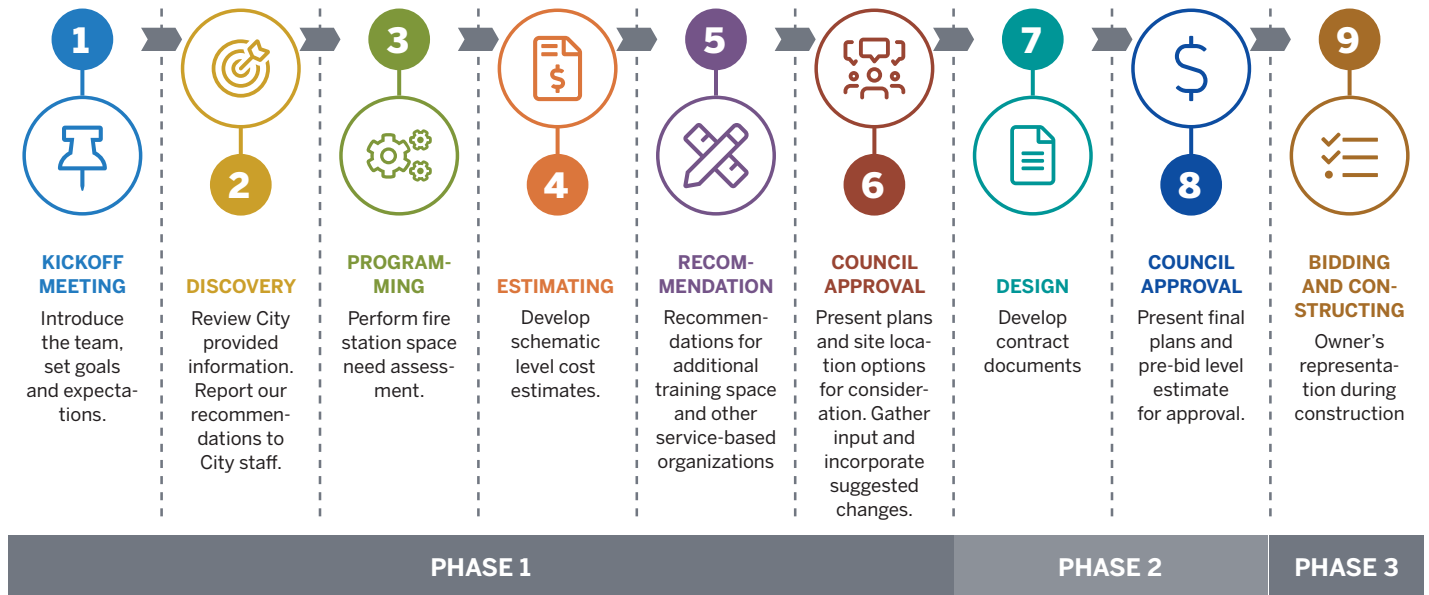 1
KICKOFF
MEETING
Introduce
the team,
set goals
and expecta-
tions.
2
DISCOVERY
Review City
provided
information.
Report our
recommen-
dations to
City staff.
3
PROGRAM-
MING
Perform fire
station space
need assess-
ment.
$
4
ESTIMATING
Develop
schematic
level cost
estimates.
5
RECOM-
MENDATION
Recommen-
dations for
additional
training space
and other
service-based
organizations
6
COUNCIL
APPROVAL
Present plans
and site loca-
tion options
for consider-
ation. Gather
input and
incorporate
suggested
changes.
7
DESIGN
Develop
contract
documents
$
8
COUNCIL
APPROVAL
Present final
plans and
pre-bid level
estimate
for approval.
9
BIDDING
AND CON-
STRUCTING
Owner's
representa-
tion during
construction
PHASE 1
PHASE 2
PHASE 3